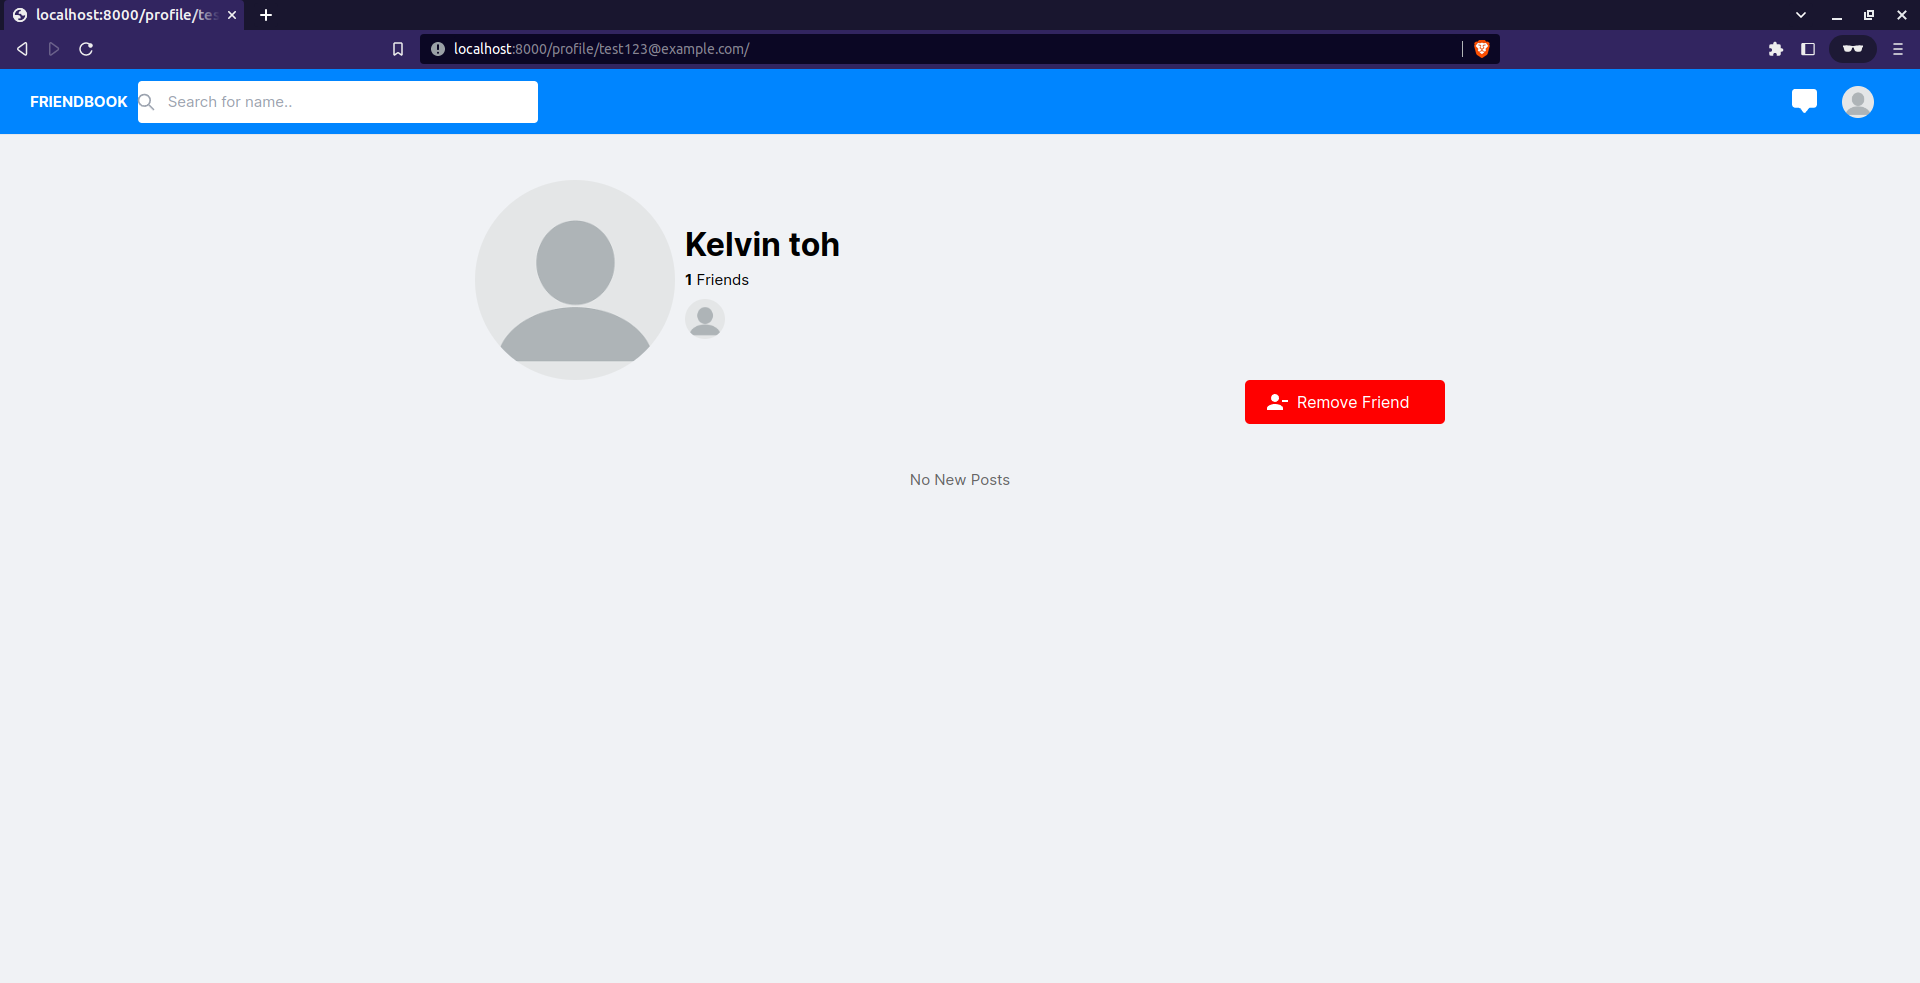 localhost:8000/profile/tes
localhost:8000/profile/test123@example.com/
FRIENDBOOK
Search for name..
Kelvin toh
1 Friends
Remove Friend
No New Posts